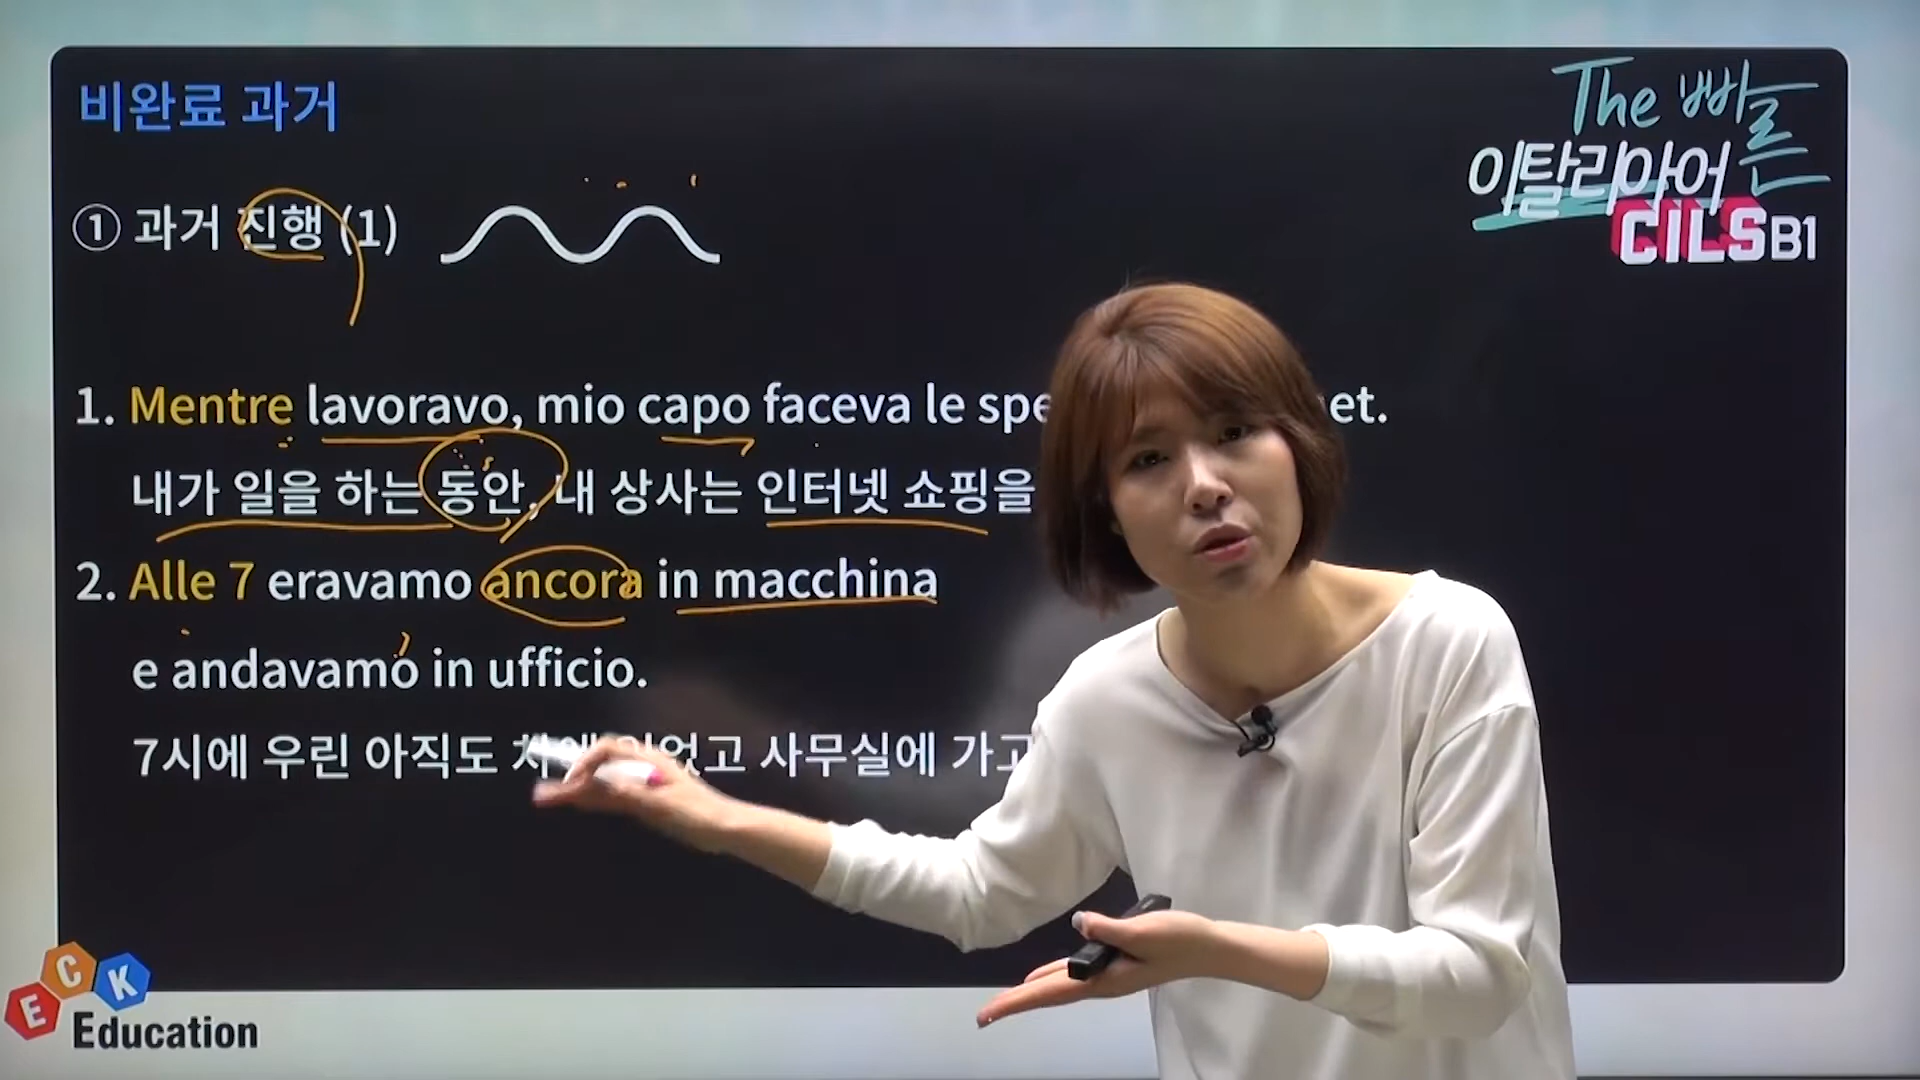 비완료 과거
The 빠른
이탈리아어
CILS B1
① 과거 진행 (1)
1. Mentre lavoravo, mio capo faceva le spe et.
내가 일을 하는 동안, 내 상사는 인터넷 쇼핑을
2. Alle 7 eravamo ancora in macchina
e andavamo in ufficio.
7시에 우린 아직도 사무실에 가고
ECK
Education